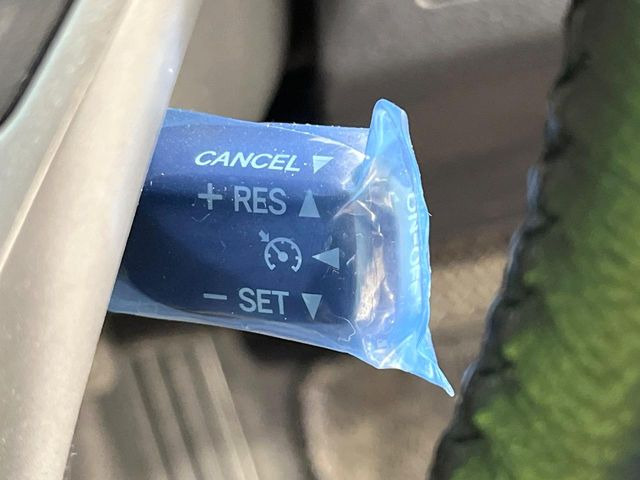 CANCEL ▼
+ RES ▲
◀
- SET ▼
ON-OFF